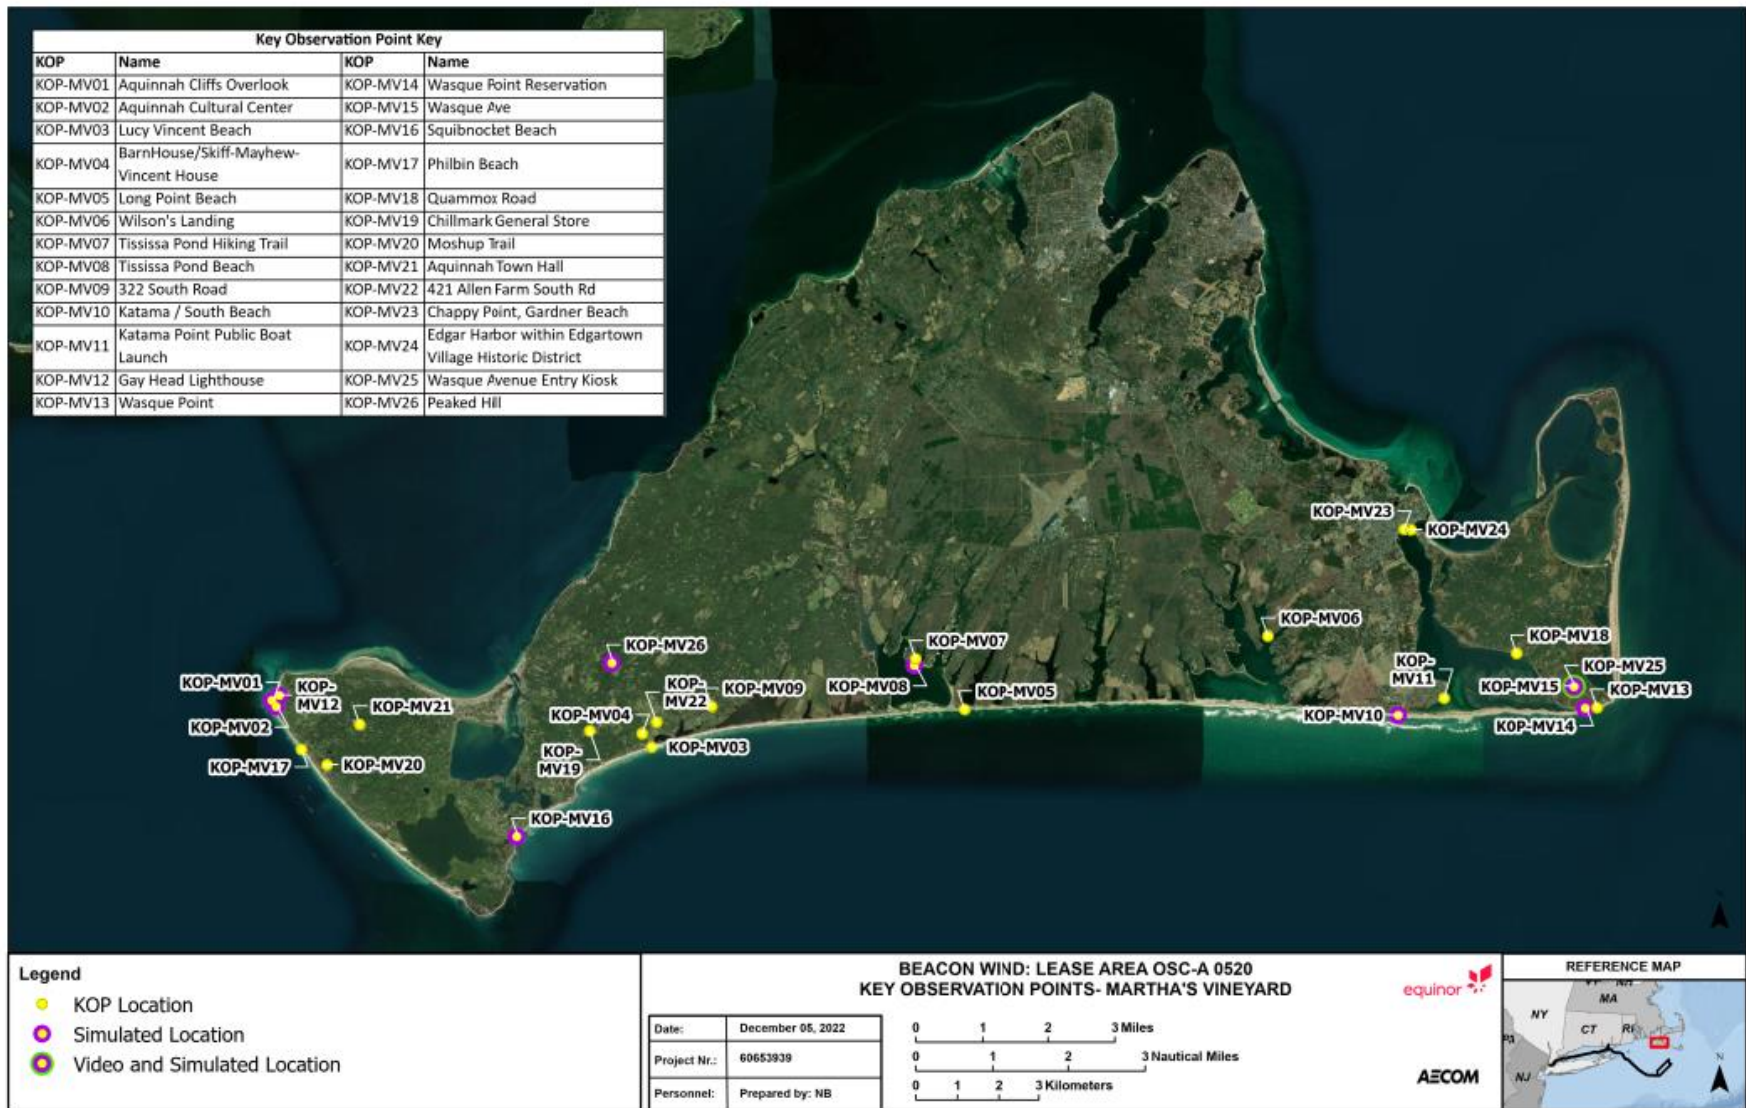 Key Observation Point Key
KOP Name KOP Name
KOP-MV01 Aquinnah Cliffs Overlook KOP-MV14 Wasque Point Reservation
KOP-MV02 Aquinnah Cultural Center KOP-MV15 Wasque Ave
KOP-MV03 Lucy Vincent Beach KOP-MV16 Squibnocket Beach
KOP-MV04 BarnHouse/Skiff-Mayhew-
Vincent House KOP-MV17 Philbin Beach
KOP-MV05 Long Point Beach KOP-MV18 Quammox Road
KOP-MV06 Wilson's Landing KOP-MV19 Chillmark General Store
KOP-MV07 Tississa Pond Hiking Trail KOP-MV20 Moshup Trail
KOP-MV08 Tississa Pond Beach KOP-MV21 Aquinnah Town Hall
KOP-MV09 322 South Road KOP-MV22 421 Allen Farm South Rd
KOP-MV10 Katama / South Beach KOP-MV23 Chappy Point, Gardner Beach
KOP-MV11 Katama Point Public Boat
Launch KOP-MV24 Edgar Harbor within Edgartown
Village Historic District
KOP-MV12 Gay Head Lighthouse KOP-MV25 Wasque Avenue Entry Kiosk
KOP-MV13 Wasque Point KOP-MV26 Peaked Hill
KOP-MV23
KOP-MV24
KOP-MV06
KOP-MV18
KOP-MV26
KOP-MV07
KOP-MV08
KOP-
MV11
KOP-MV25
KOP-MV15
KOP-MV13
KOP-MV01
KOP-
MV12
KOP-MV02
KOP-MV21
KOP-
MV22
KOP-MV09
KOP-MV05
KOP-MV04
KOP-MV10
KOP-MV14
KOP-MV17
KOP-MV20
KOP-
MV19
KOP-MV03
KOP-MV16
Legend
KOP Location
Simulated Location
Video and Simulated Location
BEACON WIND: LEASE AREA OSC-A 0520
KEY OBSERVATION POINTS- MARTHA'S VINEYARD
equinor
Date: December 05, 2022
Project Nr.: 60653939
Personnel: Prepared by: NB
0 1 2 3 Miles
0 1 2 3 Nautical Miles
0 1 2 3 Kilometers
AECOM
REFERENCE MAP
MA
NY
CT
RI
NJ
N